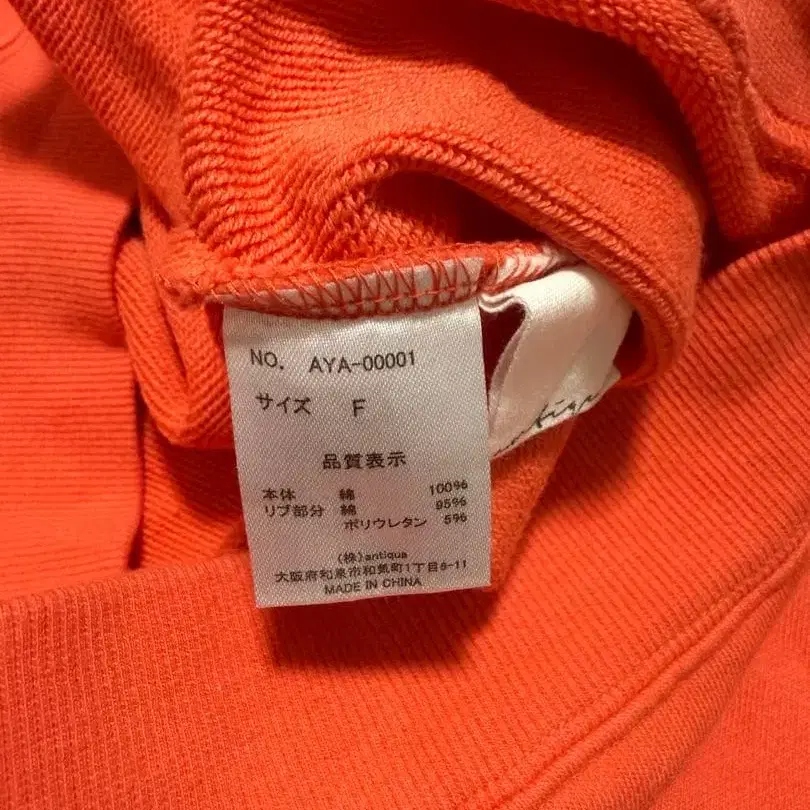 NO. AYA-00001
サイズ F
品質表示
本体 綿 100%
リブ部分 綿 95%
ポリウレタン 5%
(株)antiqua
大阪府和泉市和気町1丁目6-11
MADE IN CHINA